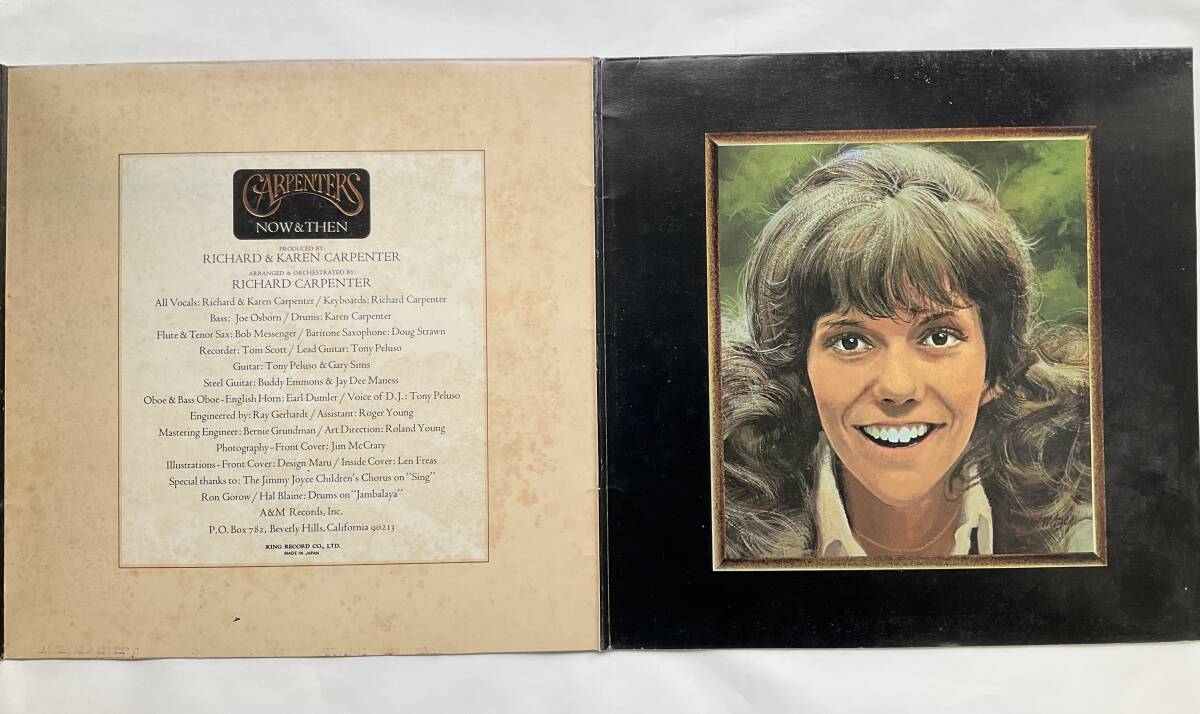 CARPENTERS
NOW & THEN
PRODUCED BY
RICHARD & KAREN CARPENTER
ARRANGED & ORCHESTRATED BY:
RICHARD CARPENTER
All Vocals: Richard & Karen Carpenter / Keyboards: Richard Carpenter
Bass: Joe Osborn / Drums: Karen Carpenter
Flute & Tenor Sax: Bob Messenger / Baritone Saxophone: Doug Strawn
Recorder: Tom Scott / Lead Guitar: Tony Peluso
Guitar: Tony Peluso & Gary Sims
Steel Guitar: Buddy Emmons & Jay Dee Maness
Oboe & Bass Oboe - English Horn: Earl Dumler / Voice of D.J.: Tony Peluso
Engineered by: Ray Gerhardt / Assistant: Roger Young
Mastering Engineer: Bernie Grundman / Art Direction: Roland Young
Photography - Front Cover: Jim McCrary
Illustrations - Front Cover: Design Maru / Inside Cover: Len Freas
Special thanks to: The Jimmy Joyce Children's Chorus on "Sing"
Ron Gorow / Hal Blaine: Drums on "Jambalaya"
A&M Records, Inc.
P.O. Box 782, Beverly Hills, California 90213
KING RECORD CO., LTD.
MADE IN JAPAN